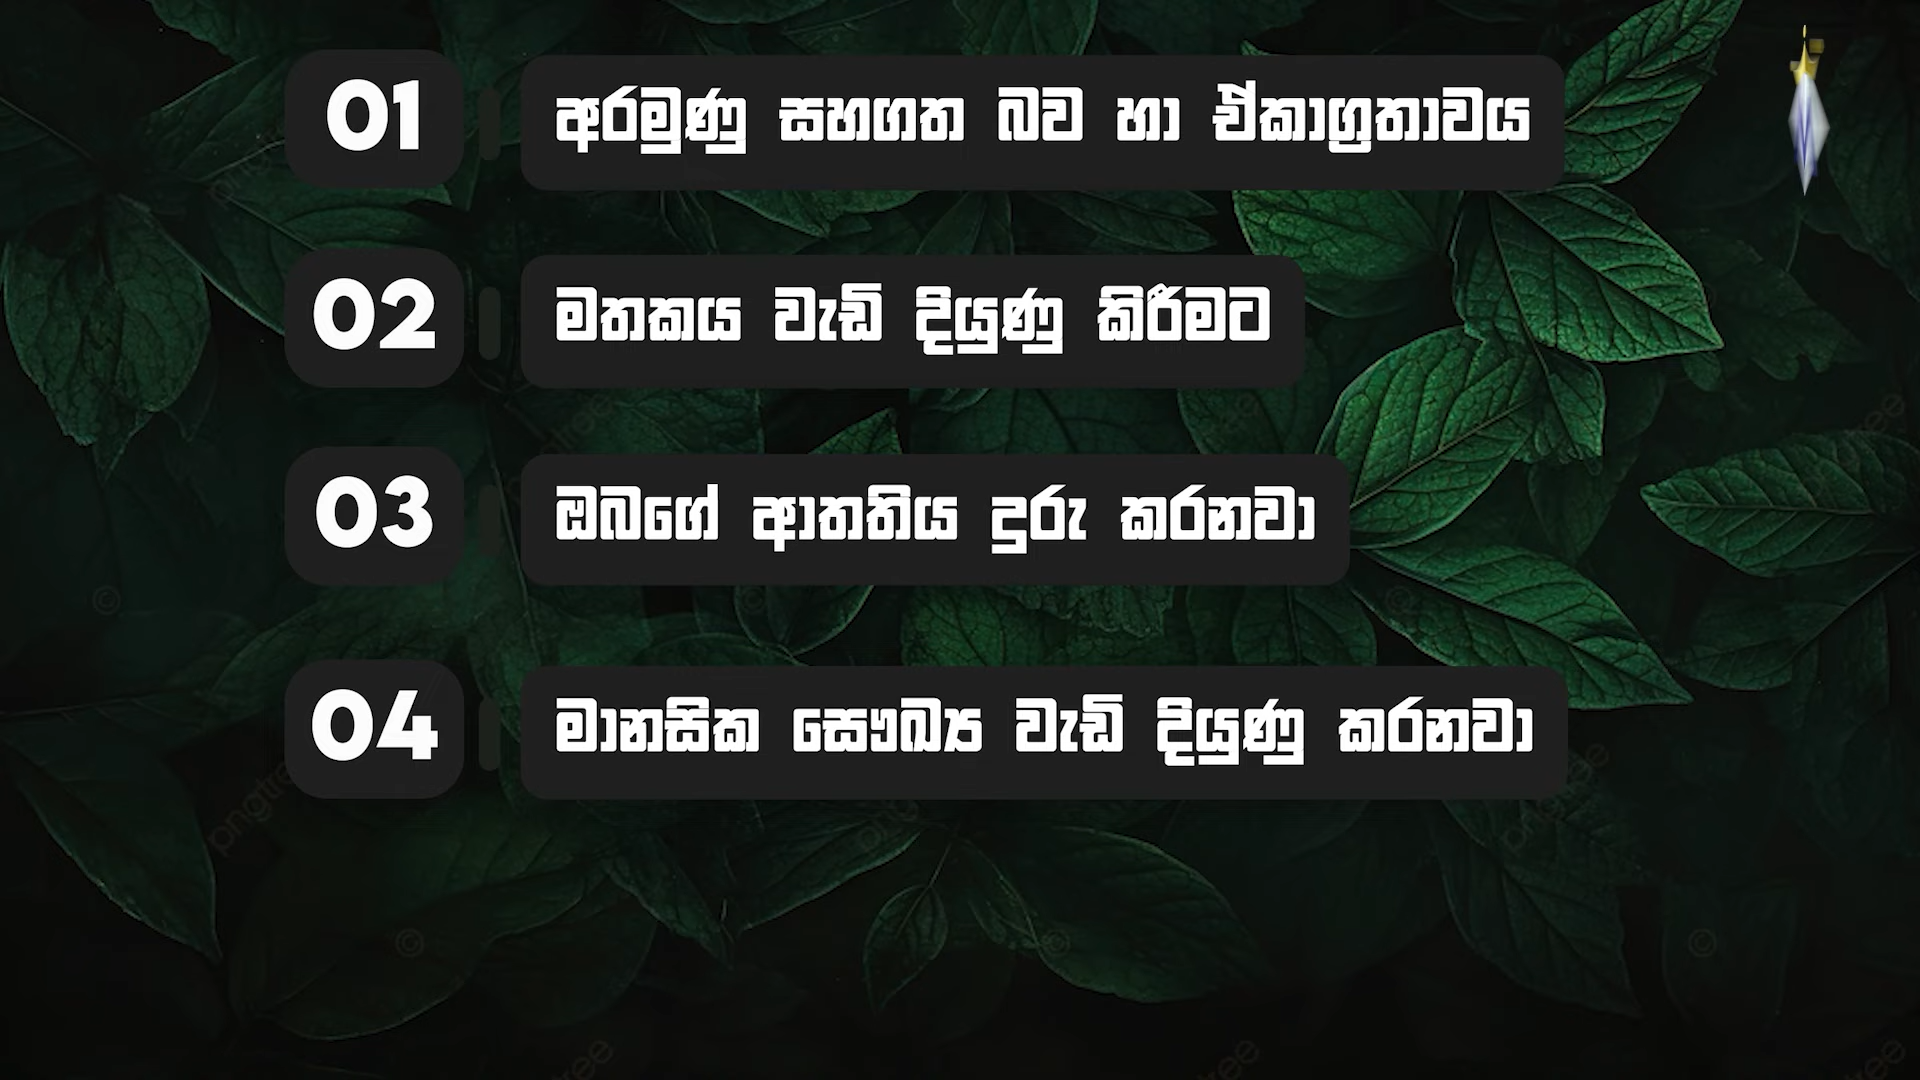 01
අරමුණු සහගත බව හා ඒකාග්‍රතාවය
02
මතකය වැඩි දියුණු කිරීමට
03
ඔබගේ ආතතිය දුරු කරනවා
04
මානසික සෞඛ්‍ය වැඩි දියුණු කරනවා